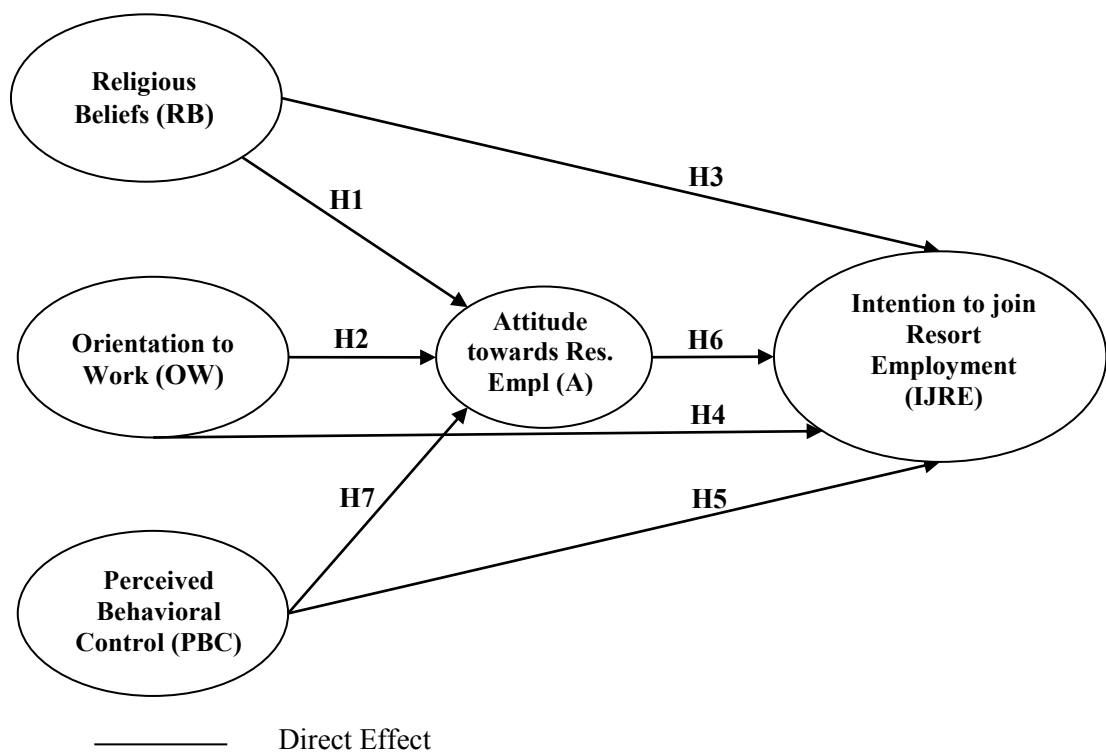 Religious
Beliefs (RB)
H3
H1
Intention to join
Resort
Employment
(IJRE)
Attitude
towards Res.
Empl (A)
H2
H6
Orientation to
Work (OW)
H4
H7
H5
Perceived
Behavioral
Control (PBC)
Direct Effect